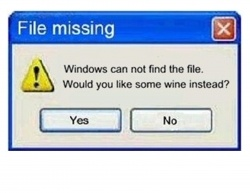 File missing
Windows can not find the file.
Would you like some wine instead?
Yes
No